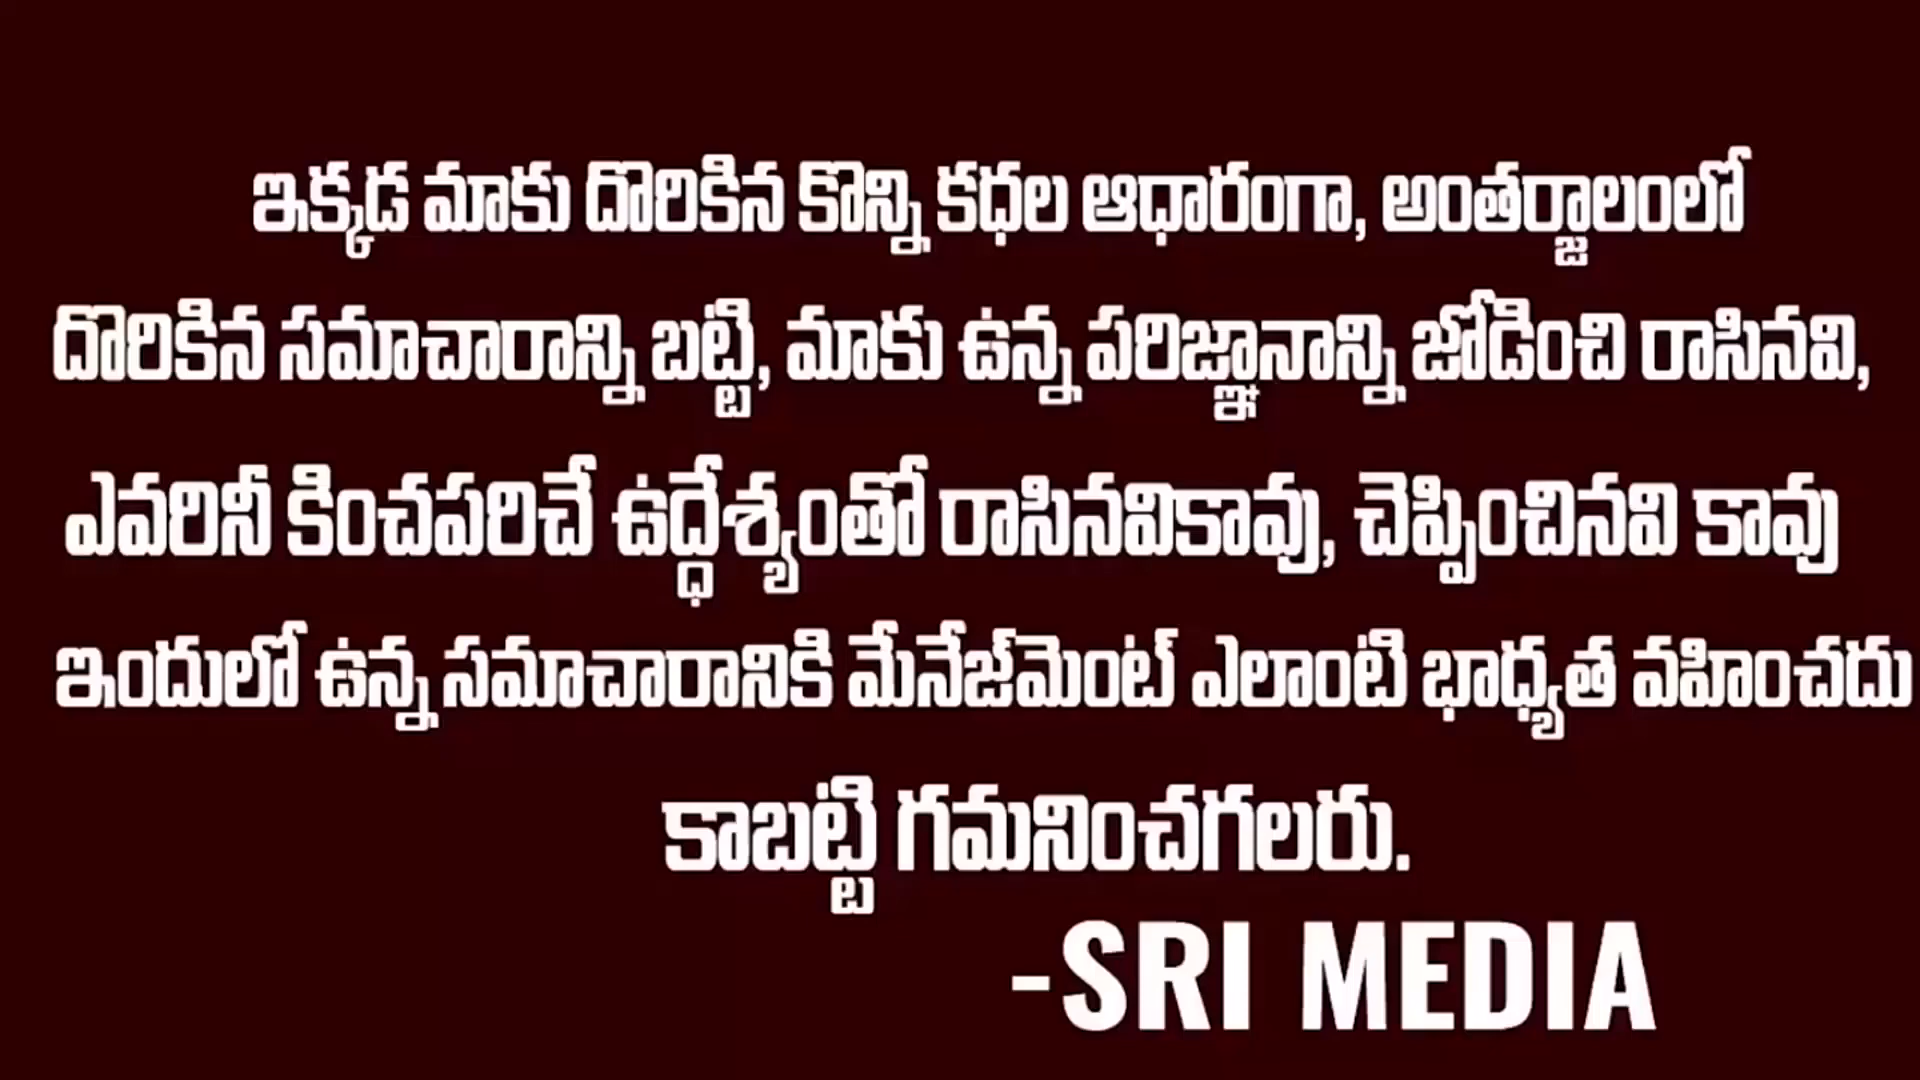 ఇక్కడ మాకు దొరికిన కొన్ని కధల ఆధారంగా, అంతర్జాలంలో
దొరికిన సమాచారాన్ని బట్టి, మాకు ఉన్న పరిజ్ఞానాన్ని జోడించి రాసినవి,
ఎవరినీ కించపరిచే ఉద్ధేశ్యంతో రాసినవికావు, చెప్పించినవి కావు
ఇందులో ఉన్న సమాచారానికి మేనేజ్‌మెంట్ ఎలాంటి భాధ్యత వహించదు
కాబట్టి గమనించగలరు.
-SRI MEDIA